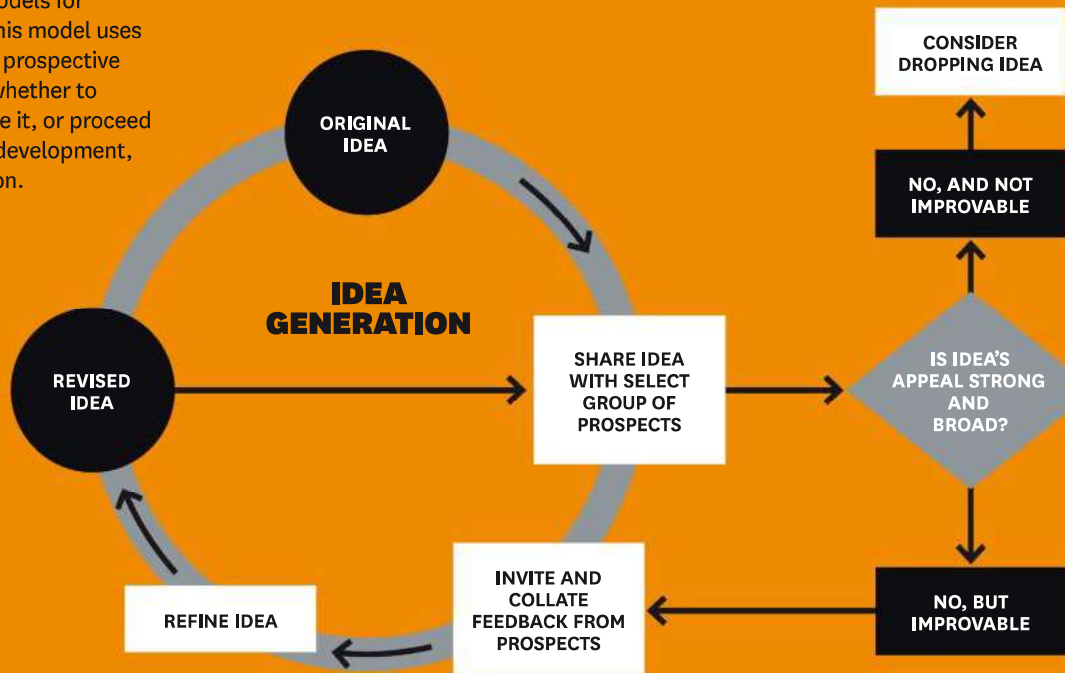 his model uses
prospective
whether to
e it, or proceed
development,
on.
ORIGINAL
IDEA
IDEA
GENERATION
REVISED
IDEA
SHARE IDEA
WITH SELECT
GROUP OF
PROSPECTS
CONSIDER
DROPPING IDEA
NO, AND NOT
IMPROVABLE
IS IDEA'S
APPEAL STRONG
AND
BROAD?
NO, BUT
IMPROVABLE
INVITE AND
COLLATE
FEEDBACK FROM
PROSPECTS
REFINE IDEA